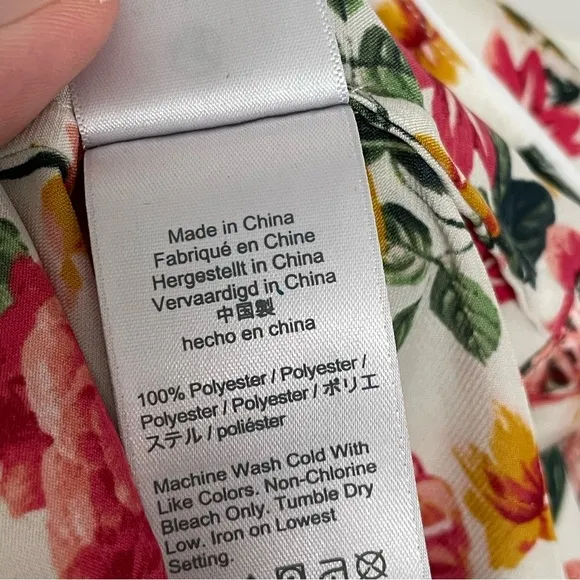 Made in China
Fabriqué en Chine
Hergestellt in China
Vervaardigd in China
中国製
hecho en china
100% Polyester / Polyester /
Polyester / Polyester / ポリエ
ステル / poliéster
Machine Wash Cold With
Like Colors. Non-Chlorine
Bleach Only. Tumble Dry
Low. Iron on Lowest
Setting.